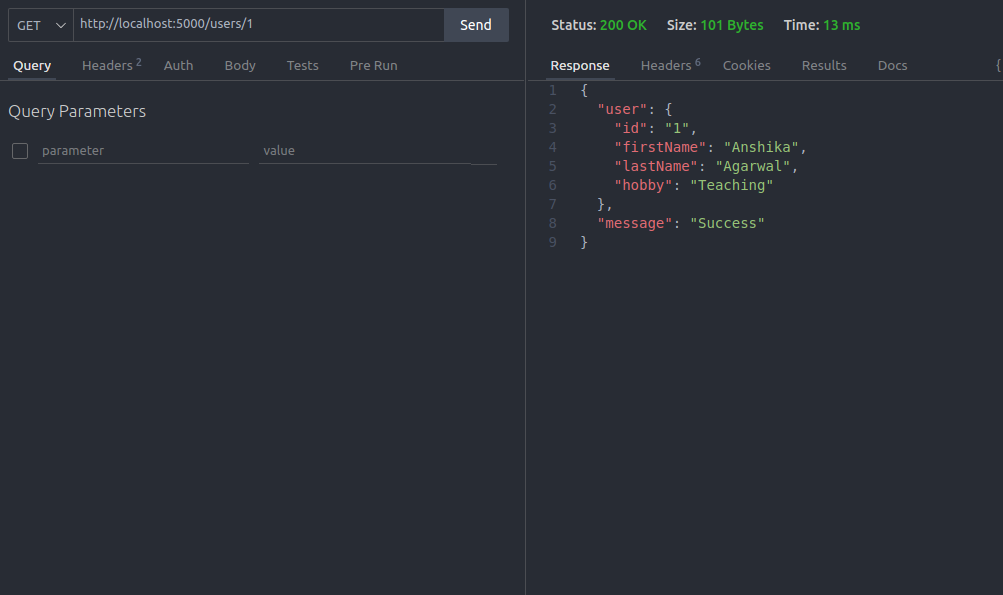 GET http://localhost:5000/users/1 Send
Query Headers 2 Auth Body Tests Pre Run
Query Parameters
parameter value
Status: 200 OK Size: 101 Bytes Time: 13 ms
Response Headers 6 Cookies Results Docs {
1 {
2 "user": {
3 "id": "1",
4 "firstName": "Anshika",
5 "lastName": "Agarwal",
6 "hobby": "Teaching"
7 },
8 "message": "Success"
9 }